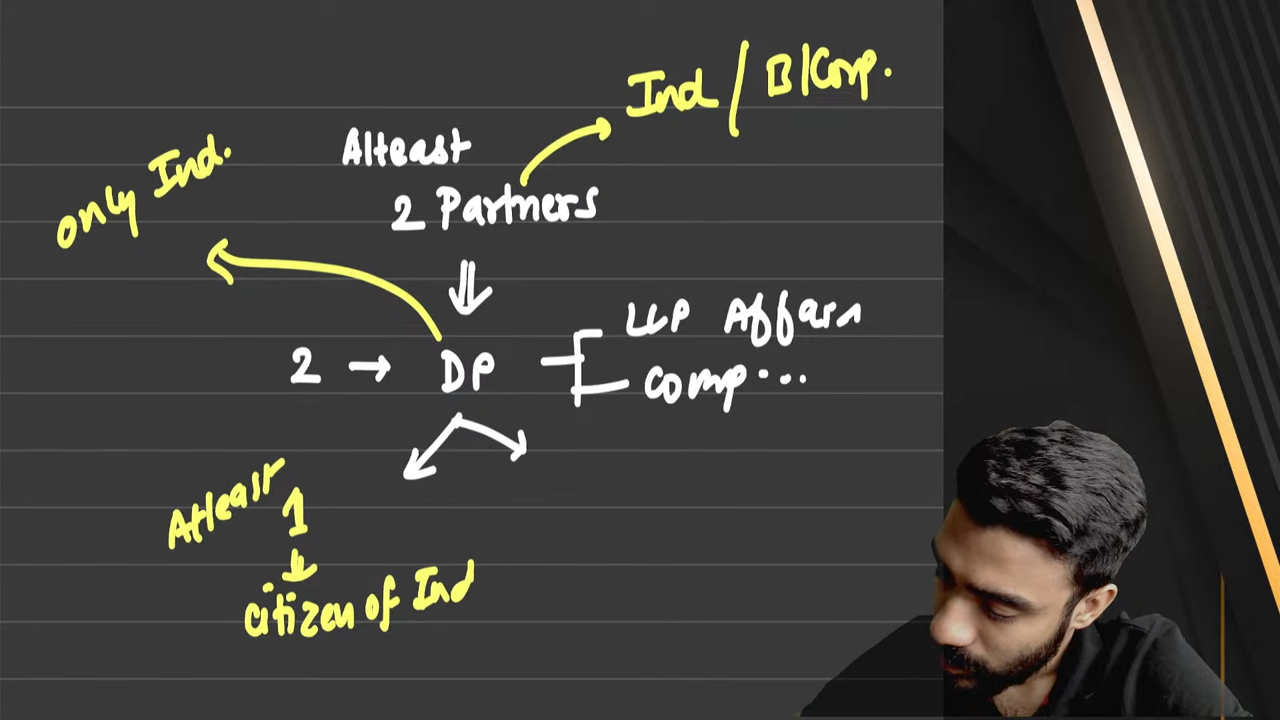 Ind / B/Corp.
Atleast
only Ind.
2 Partners
LLP Affairs
2 → DP
Comp....
Atleast
1
citizen of Ind